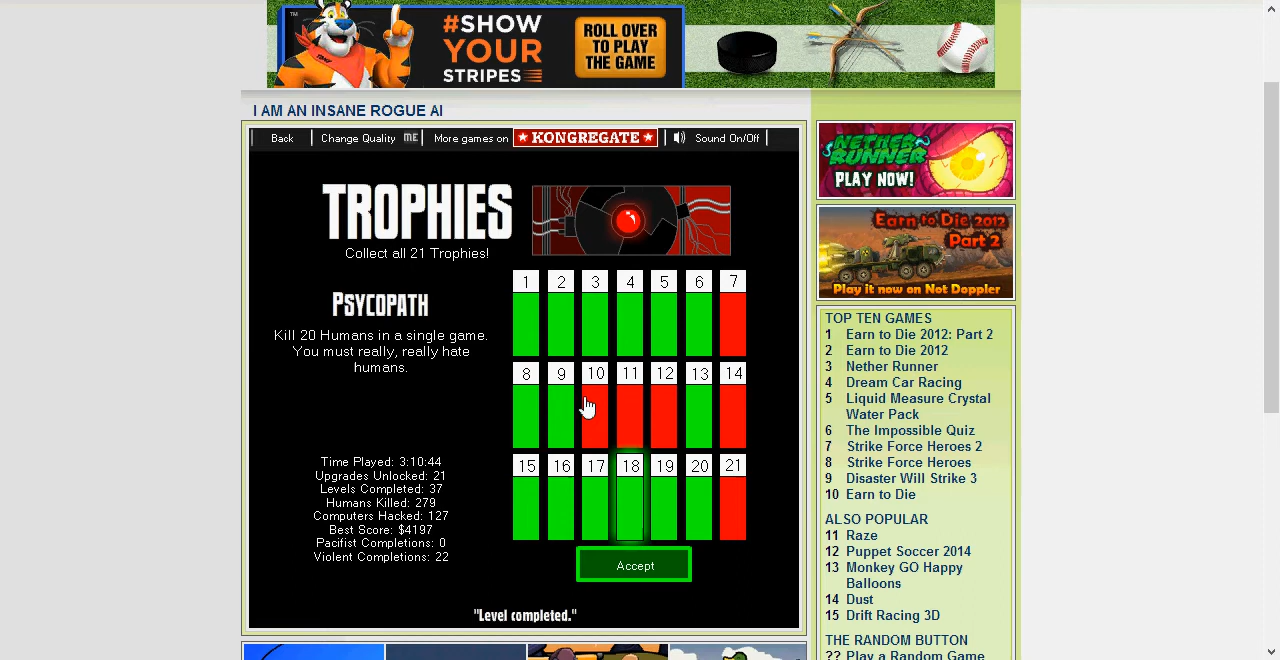 #SHOW
YOUR
STRIPES
ROLL OVER
TO PLAY
THE GAME
I AM AN INSANE ROGUE AI
Back
Change Quality
ME
More games on
KONGREGATE
Sound On/Off
TROPHIES
Collect all 21 Trophies!
PSYCOPATH
Kill 20 Humans in a single game.
You must really, really hate
humans.
1 2 3 4 5 6 7
8 9 10 11 12 13 14
15 16 17 18 19 20 21
Time Played: 3:10:44
Upgrades Unlocked: 21
Levels Completed: 37
Humans Killed: 279
Computers Hacked: 127
Best Score: $4197
Pacifist Completions: 0
Violent Completions: 22
Accept
"Level completed."
NETHER
RUNNER
PLAY NOW!
Earn to Die 2012
Part 2
Play it now on Not Doppler
TOP TEN GAMES
1 Earn to Die 2012: Part 2
2 Earn to Die 2012
3 Nether Runner
4 Dream Car Racing
5 Liquid Measure Crystal
Water Pack
6 The Impossible Quiz
7 Strike Force Heroes 2
8 Strike Force Heroes
9 Disaster Will Strike 3
10 Earn to Die
ALSO POPULAR
11 Raze
12 Puppet Soccer 2014
13 Monkey GO Happy
Balloons
14 Dust
15 Drift Racing 3D
THE RANDOM BUTTON
?? Play a Random Game